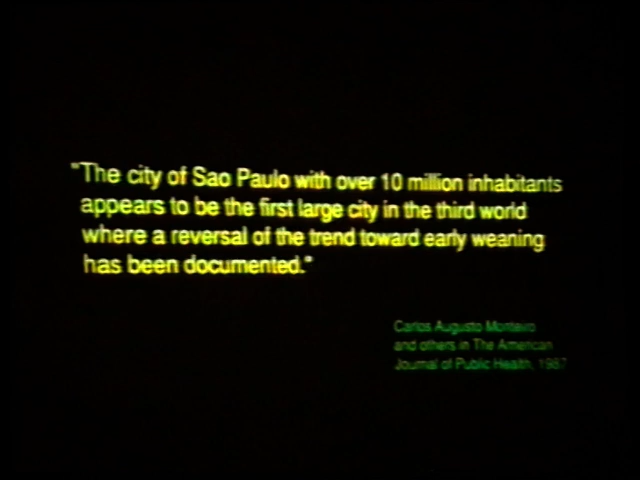 "The city of Sao Paulo with over 10 million inhabitants
appears to be the first large city in the third world
where a reversal of the trend toward early weaning
has been documented."
Carlos Augusto Monteiro
and others in The American
Journal of Public Health, 1987